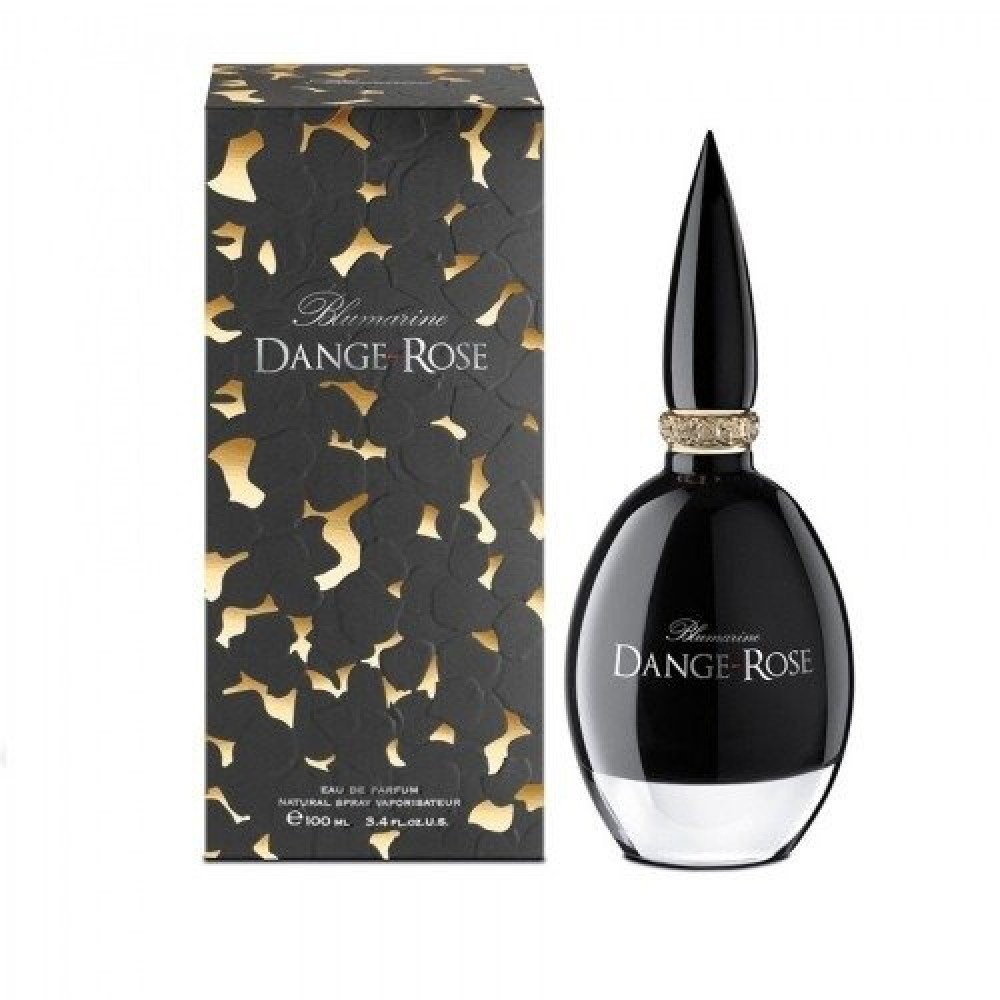 Blumarine
DANGE-ROSE
EAU DE PARFUM
NATURAL SPRAY VAPORISATEUR
e 100 ML 3.4 FL.OZ.U.S.
Blumarine
DANGE-ROSE